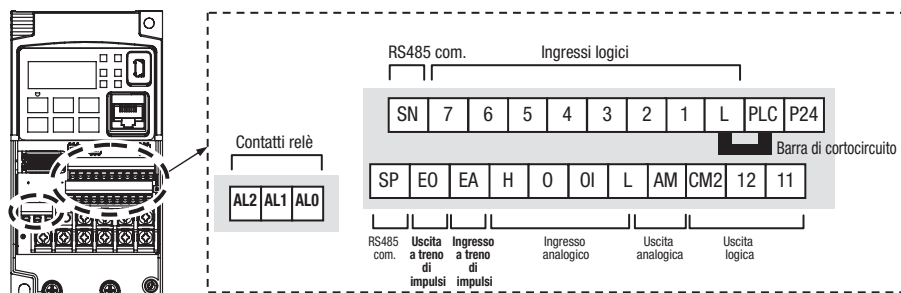 RS485 com. Ingressi logici
SN 7 6 5 4 3 2 1 L PLC P24
Barra di cortocircuito
Contatti relè
AL2 AL1 AL0
SP EO EA H O OI L AM CM2 12 11
RS485 com.
Uscita a treno di impulsi
Ingresso a treno di impulsi
Ingresso analogico
Uscita analogica
Uscita logica